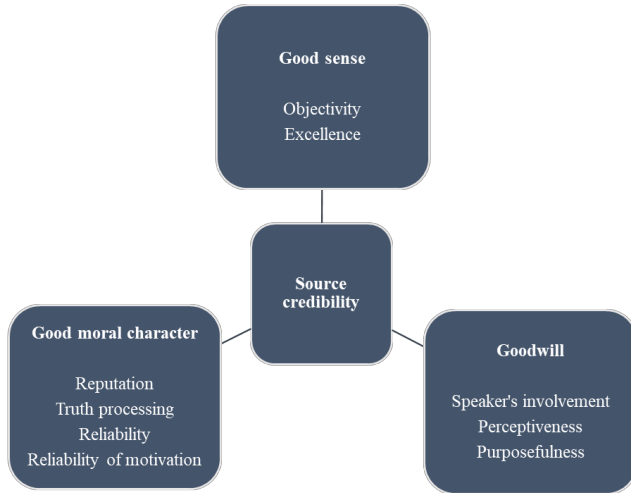 Good sense
Objectivity
Excellence
Source
credibility
Good moral character
Reputation
Truth processing
Reliability
Reliability of motivation
Goodwill
Speaker's involvement
Perceptiveness
Purposefulness